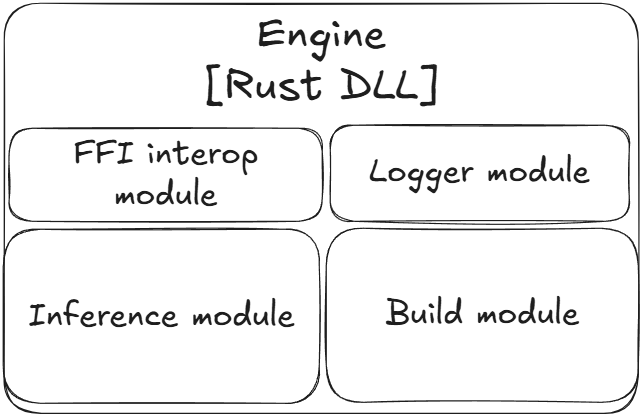 Engine
[Rust DLL]
FFI interop
module
Logger module
Inference module
Build module